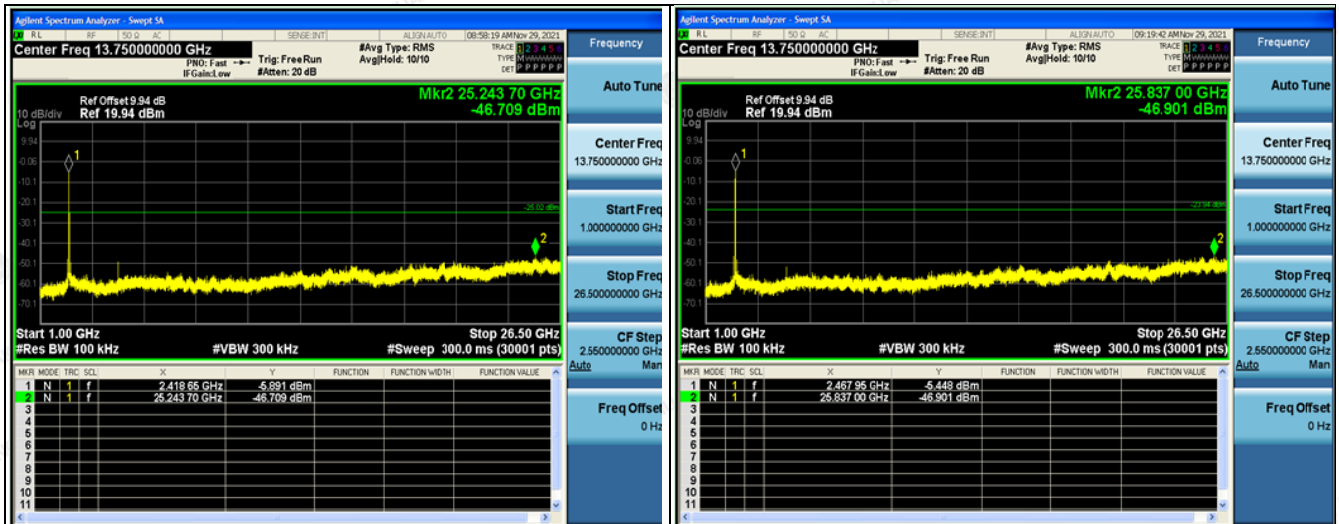 Agilent Spectrum Analyzer - Swept SA
RL RF 50 Ω AC SENSE:INT ALIGN AUTO 08:58:19 AM Nov 29, 2021
Center Freq 13.750000000 GHz
PNO: Fast
IFGain:Low
Trig: Free Run
#Atten: 20 dB
#Avg Type: RMS
Avg|Hold: 10/10
TRACE 1 2 3 4 5 6
TYPE M
DET P P P P P P
Frequency
Auto Tune
Center Freq
13.750000000 GHz
Start Freq
1.000000000 GHz
Stop Freq
26.500000000 GHz
CF Step
2.550000000 GHz
Auto Man
Freq Offset
0 Hz
Mkr2 25.243 70 GHz
-46.709 dBm
Ref Offset 9.94 dB
10 dB/div Ref 19.94 dBm
Log
9.94
-0.06
-10.1
-20.1
-30.1
-40.1
-50.1
-60.1
-70.1
1
-25.02 dBm
2
Start 1.00 GHz Stop 26.50 GHz
#Res BW 100 kHz #VBW 300 kHz #Sweep 300.0 ms (30001 pts)
MKR MODE TRC SCL X Y FUNCTION FUNCTION WIDTH FUNCTION VALUE
1 N 1 f 2.418 65 GHz -5.891 dBm
2 N 1 f 25.243 70 GHz -46.709 dBm
3
4
5
6
7
8
9
10
11
Agilent Spectrum Analyzer - Swept SA
RL RF 50 Ω AC SENSE:INT ALIGN AUTO 09:19:42 AM Nov 29, 2021
Center Freq 13.750000000 GHz
PNO: Fast
IFGain:Low
Trig: Free Run
#Atten: 20 dB
#Avg Type: RMS
Avg|Hold: 10/10
TRACE 1 2 3 4 5 6
TYPE M
DET P P P P P P
Frequency
Auto Tune
Center Freq
13.750000000 GHz
Start Freq
1.000000000 GHz
Stop Freq
26.500000000 GHz
CF Step
2.550000000 GHz
Auto Man
Freq Offset
0 Hz
Mkr2 25.837 00 GHz
-46.901 dBm
Ref Offset 9.94 dB
10 dB/div Ref 19.94 dBm
Log
9.94
-0.06
-10.1
-20.1
-30.1
-40.1
-50.1
-60.1
-70.1
1
-23.94 dBm
2
Start 1.00 GHz Stop 26.50 GHz
#Res BW 100 kHz #VBW 300 kHz #Sweep 300.0 ms (30001 pts)
MKR MODE TRC SCL X Y FUNCTION FUNCTION WIDTH FUNCTION VALUE
1 N 1 f 2.467 95 GHz -5.448 dBm
2 N 1 f 25.837 00 GHz -46.901 dBm
3
4
5
6
7
8
9
10
11